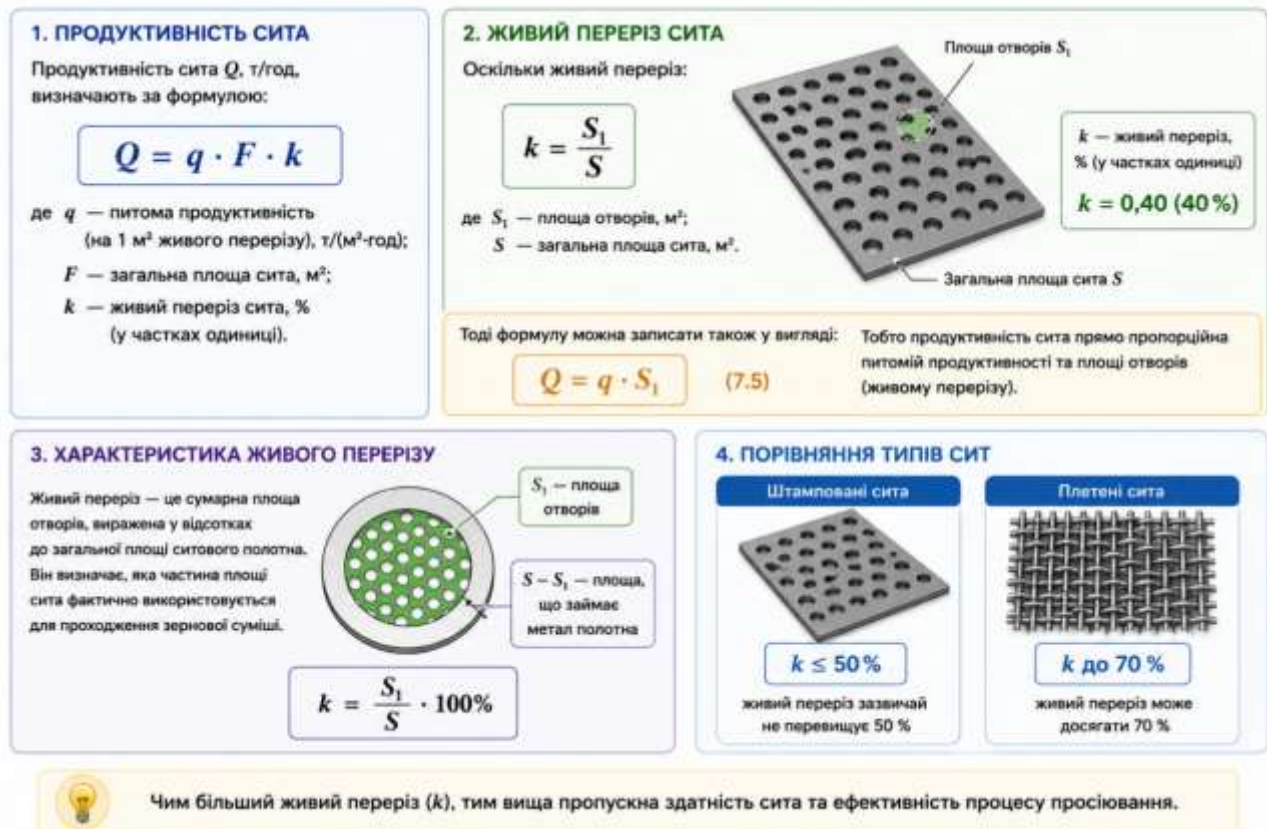 1. ПРОДУКТИВНІСТЬ СИТА
Продуктивність сита Q, т/год,
визначають за формулою:
Q = q · F · k
де q — питома продуктивність
(на 1 м² живого перерізу), т/(м²·год);
F — загальна площа сита, м²;
k — живий переріз сита, %
(у частках одиниці).
2. ЖИВИЙ ПЕРЕРІЗ СИТА
Оскільки живий переріз:
k = S₁ / S
де S₁ — площа отворів, м²;
S — загальна площа сита, м².
Площа отворів S₁
Загальна площа сита S
k — живий переріз,
% (у частках одиниці)
k = 0,40 (40%)
Тоді формулу можна записати також у вигляді:
Q = q · S₁ (7.5)
Тобто продуктивність сита прямо пропорційна
питомій продуктивності та площі отворів
(живому перерізу).
3. ХАРАКТЕРИСТИКА ЖИВОГО ПЕРЕРІЗУ
Живий переріз — це сумарна площа
отворів, виражена у відсотках
до загальної площі ситового полотна.
Він визначає, яка частина площі
сита фактично використовується
для проходження зернової суміші.
S₁ — площа
отворів
S – S₁ — площа,
що займає
метал полотна
k = S₁ / S · 100%
4. ПОРІВНЯННЯ ТИПІВ СИТ
Штамповані сита
k ≤ 50 %
живий переріз зазвичай
не перевищує 50 %
Плетені сита
k до 70 %
живий переріз може
досягати 70 %
Чим більший живий переріз (k), тим вища пропускна здатність сита та ефективність процесу просіювання.